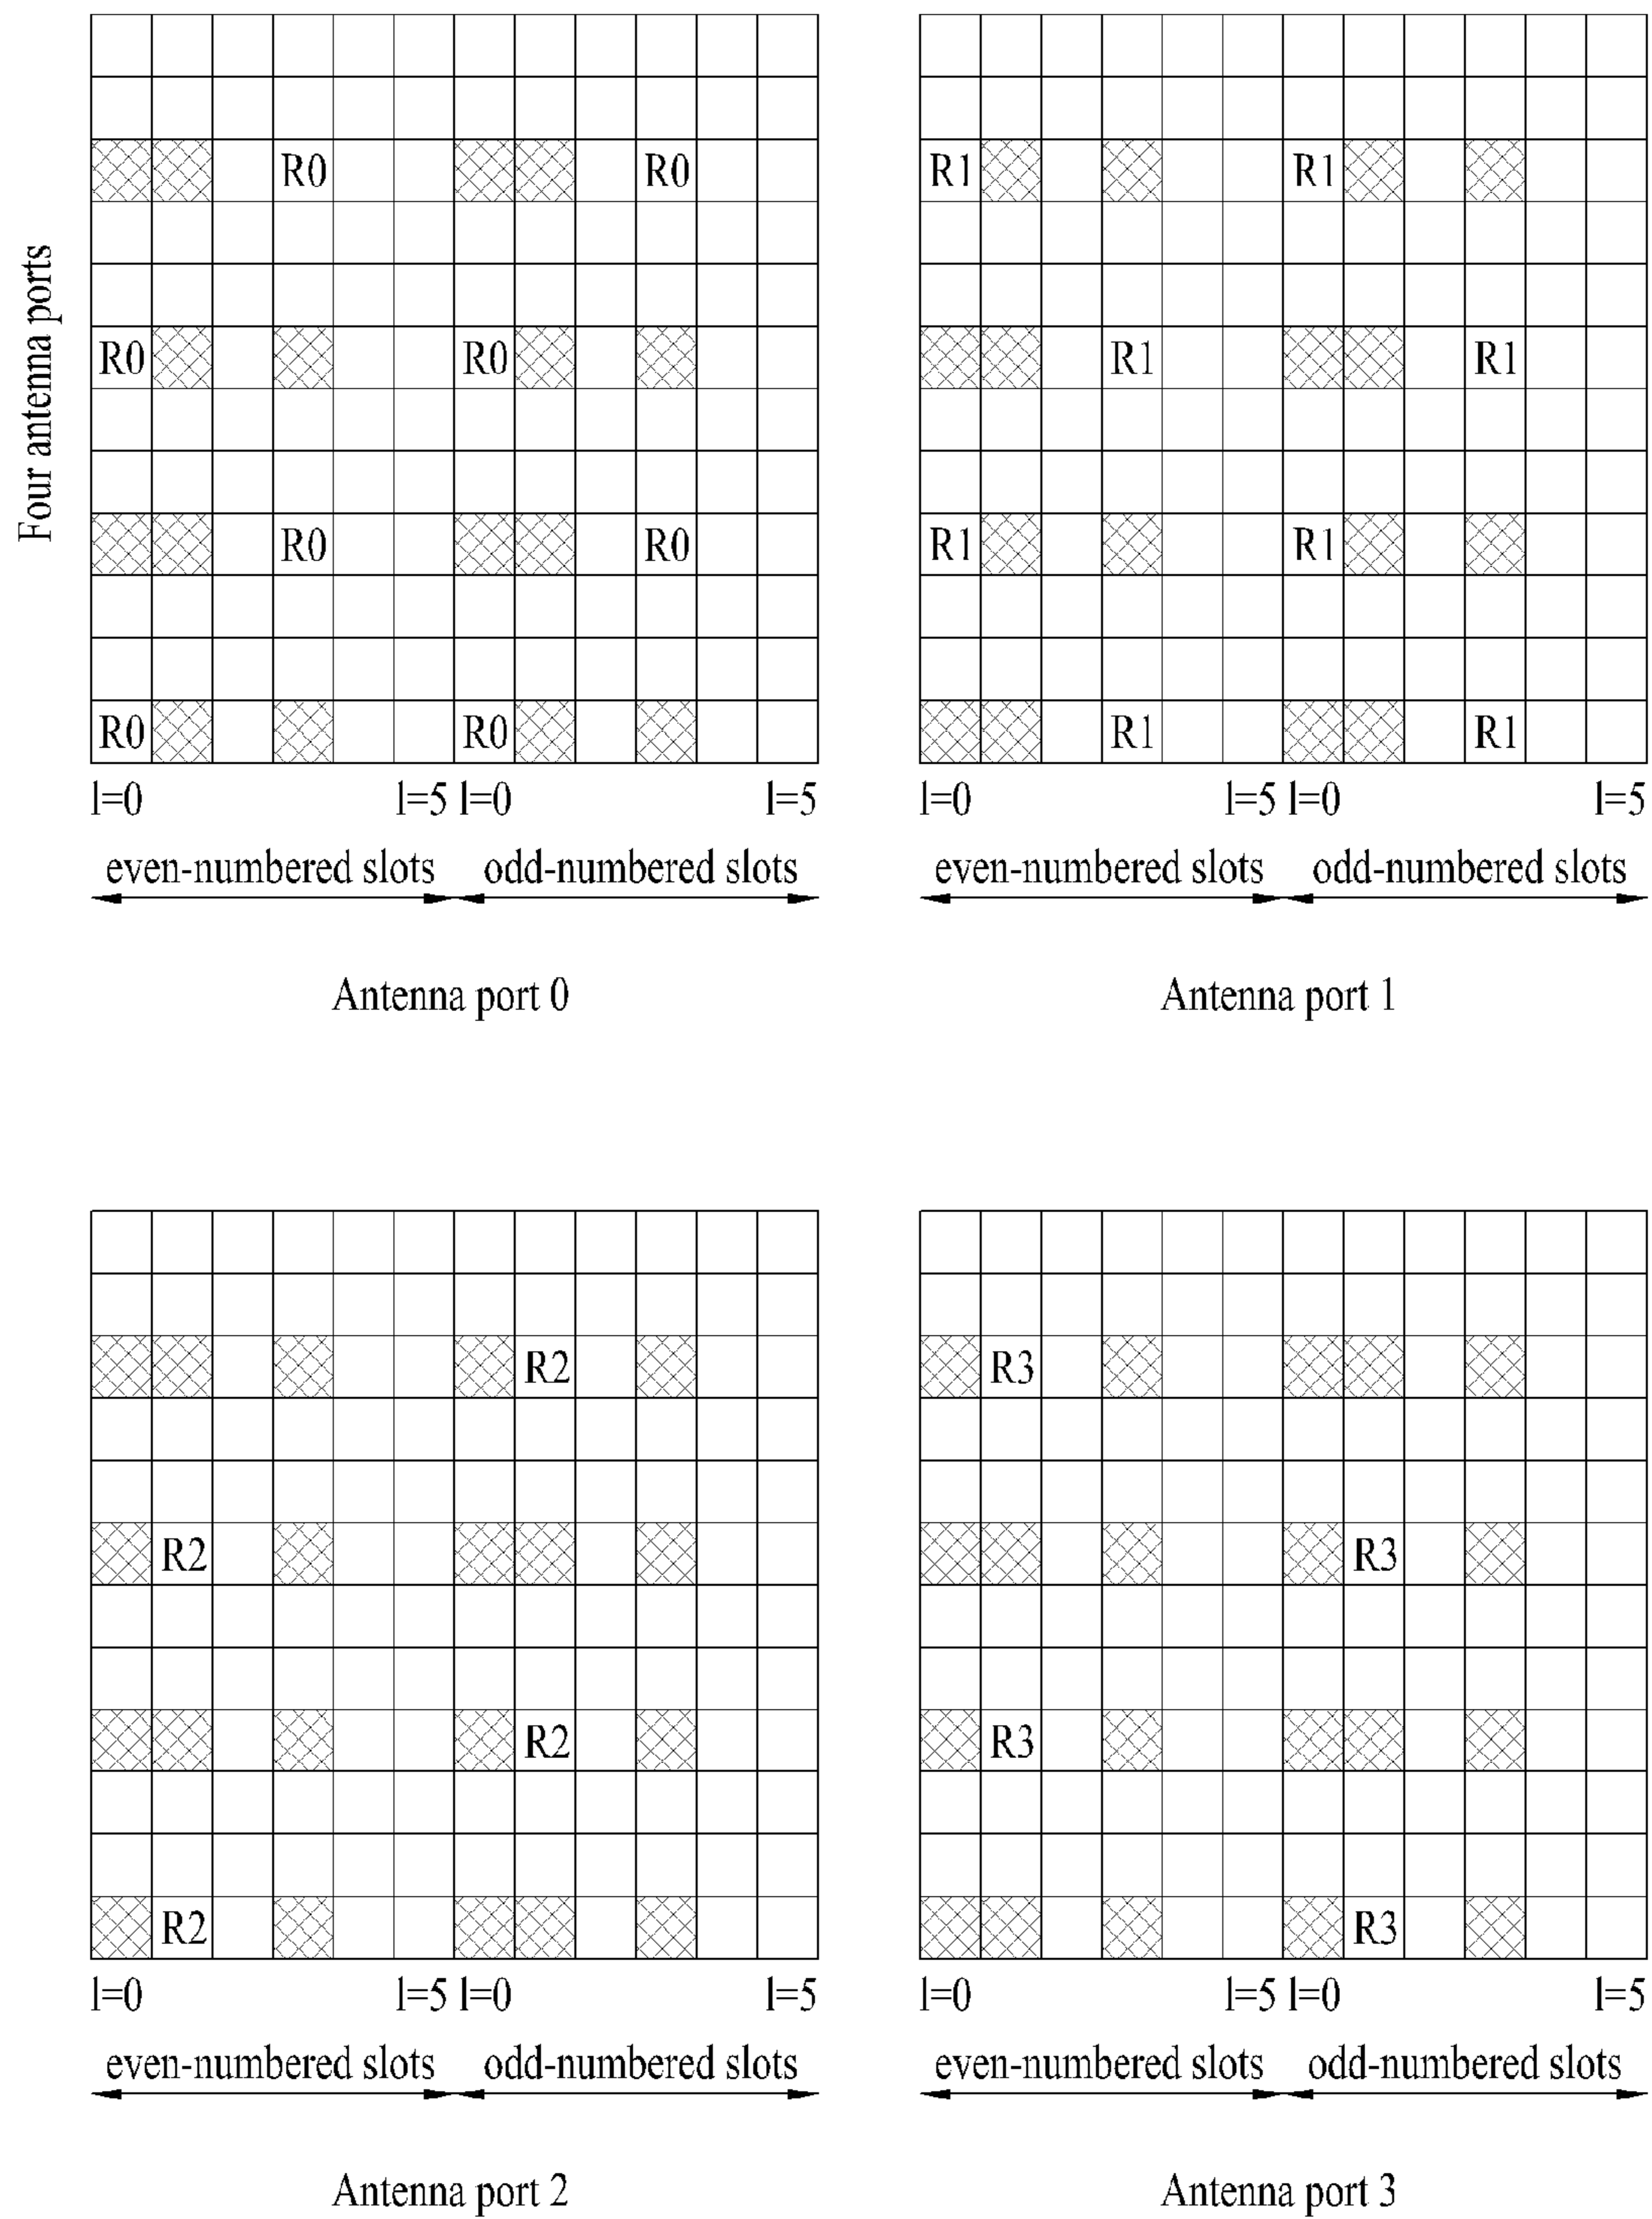 Four antenna ports
R0 R0 R1 R1
R0 R0 R1 R1
R0 R0 R1 R1
R0 R0 R1 R1
l=0 l=5 l=0 l=5 l=0 l=5 l=0 l=5
even-numbered slots odd-numbered slots even-numbered slots odd-numbered slots
Antenna port 0 Antenna port 1
R2 R3
R2 R3
R2 R3
R2 R3
l=0 l=5 l=0 l=5 l=0 l=5 l=0 l=5
even-numbered slots odd-numbered slots even-numbered slots odd-numbered slots
Antenna port 2 Antenna port 3